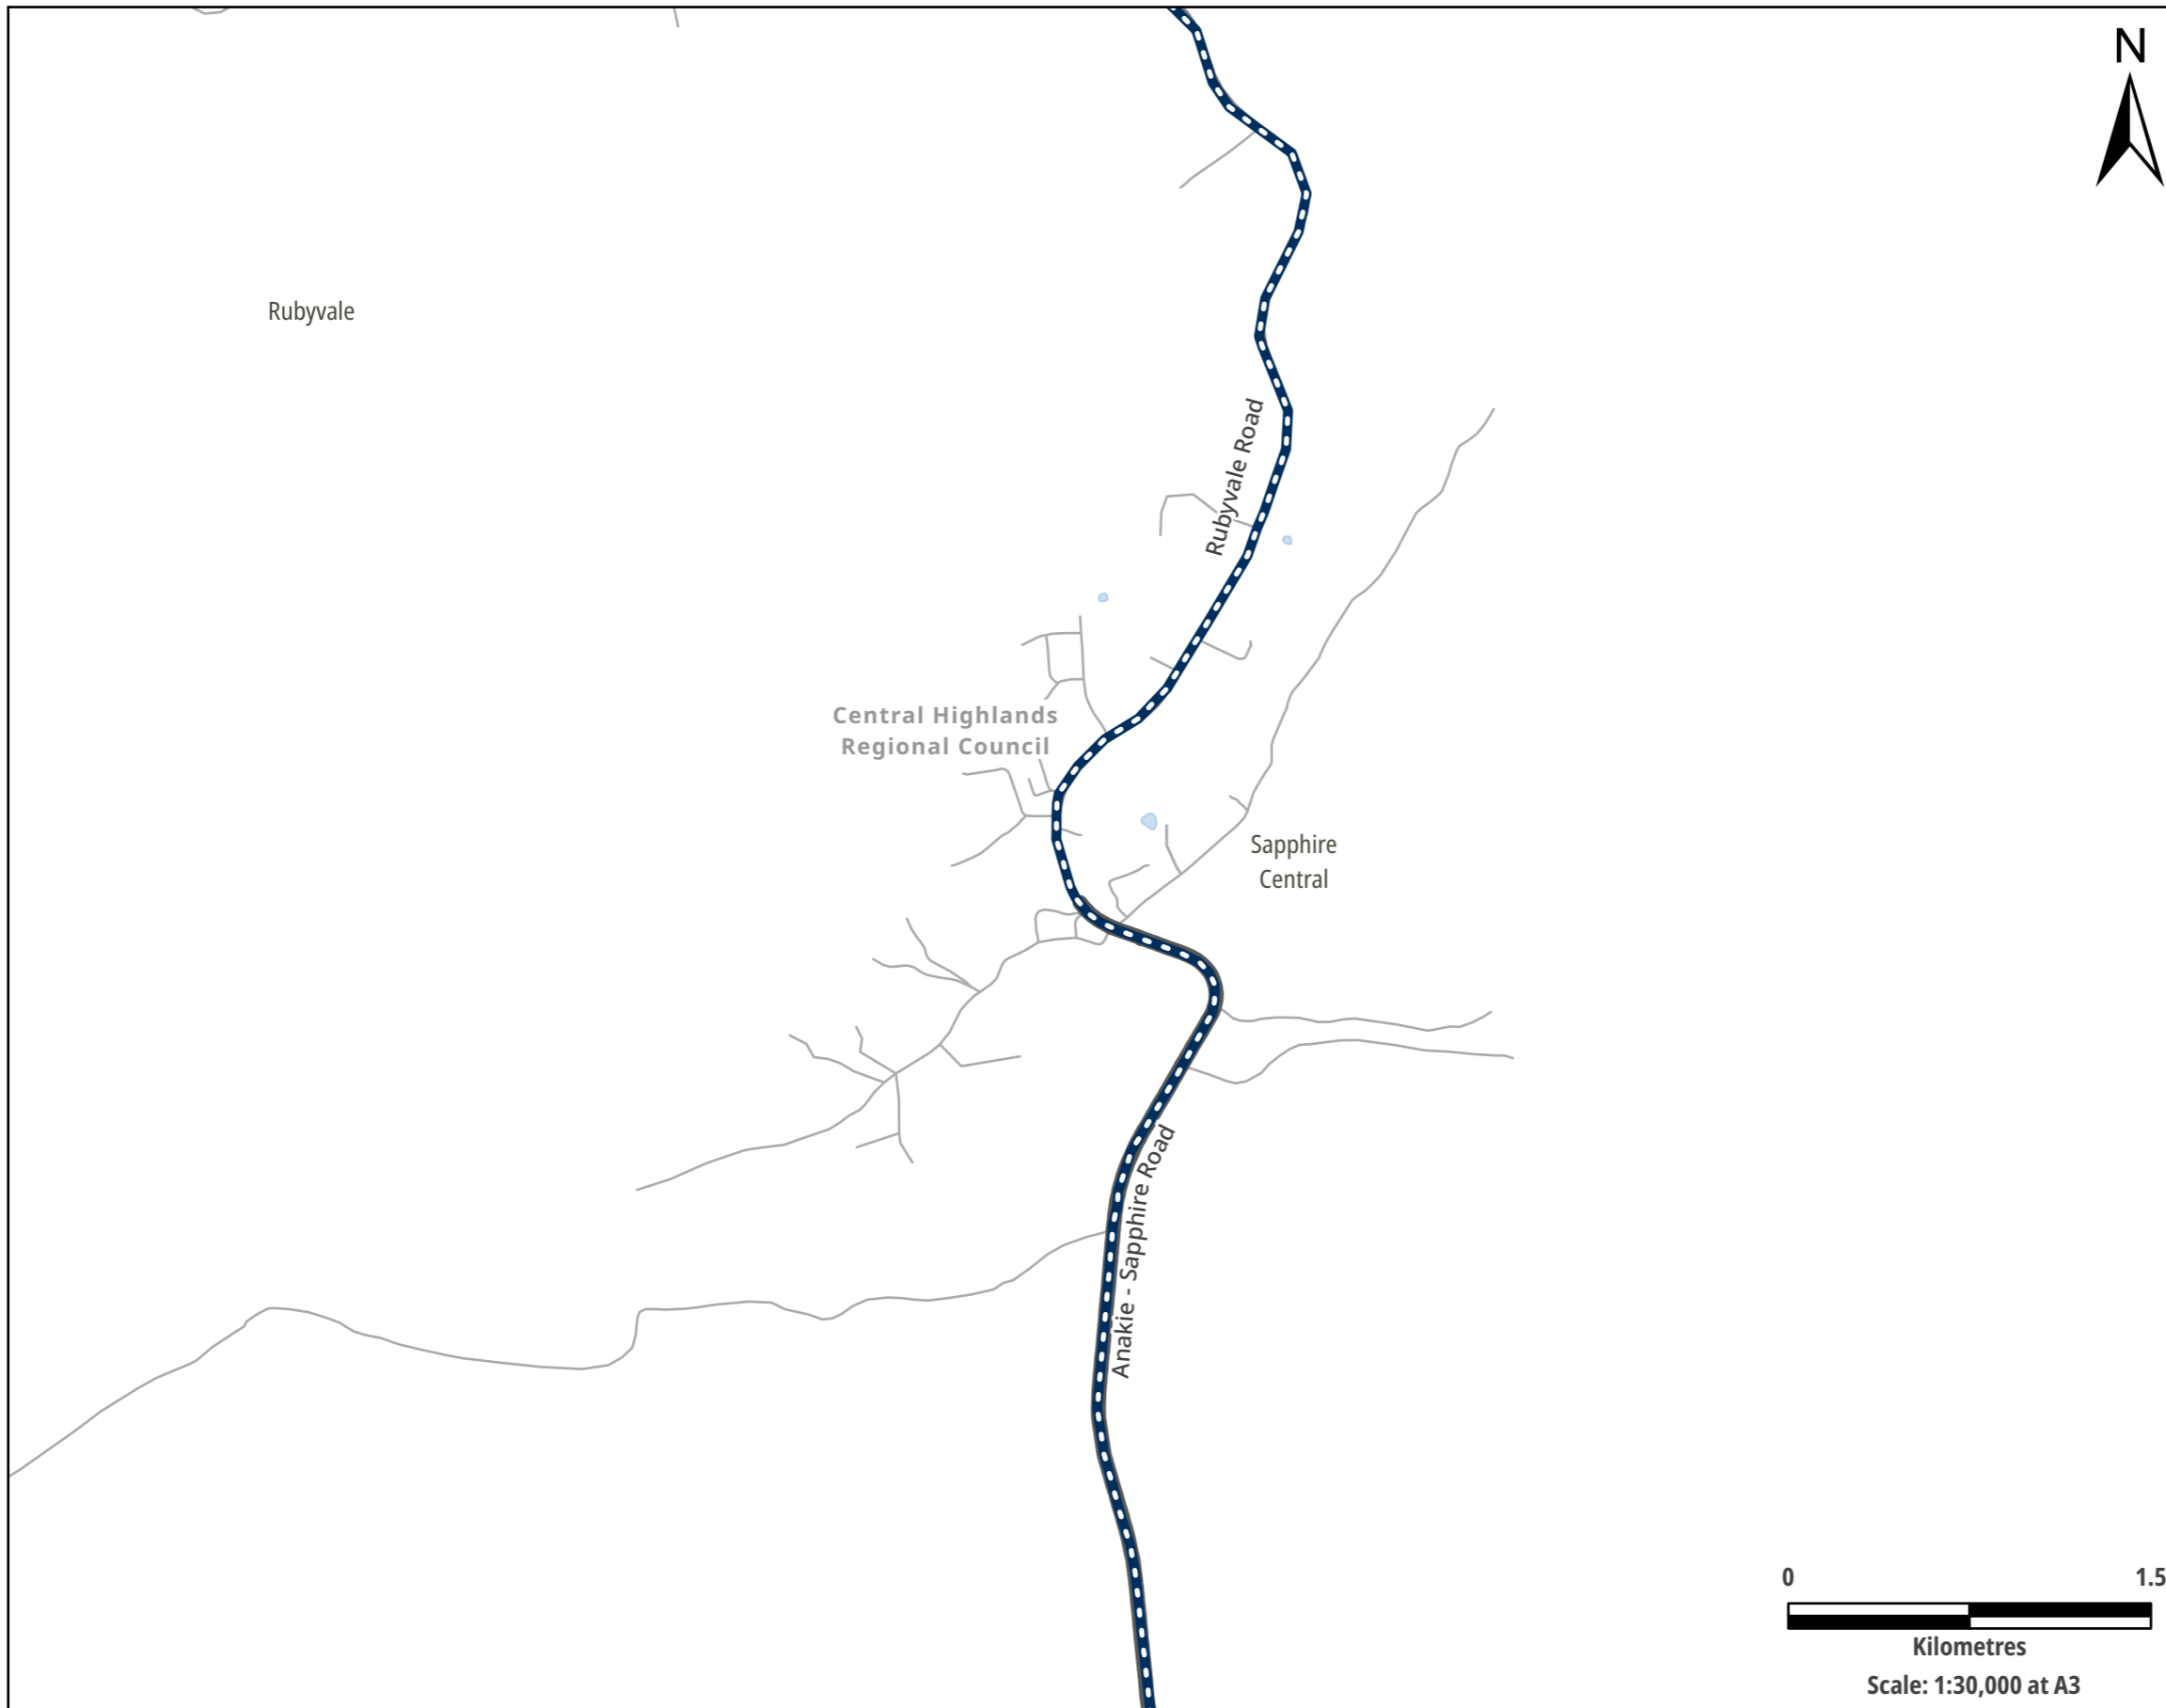 N
Rubyvale
Rubyvale Road
Central Highlands
Regional Council
Sapphire
Central
Anakie - Sapphire Road
0 1.5
Kilometres
Scale: 1:30,000 at A3